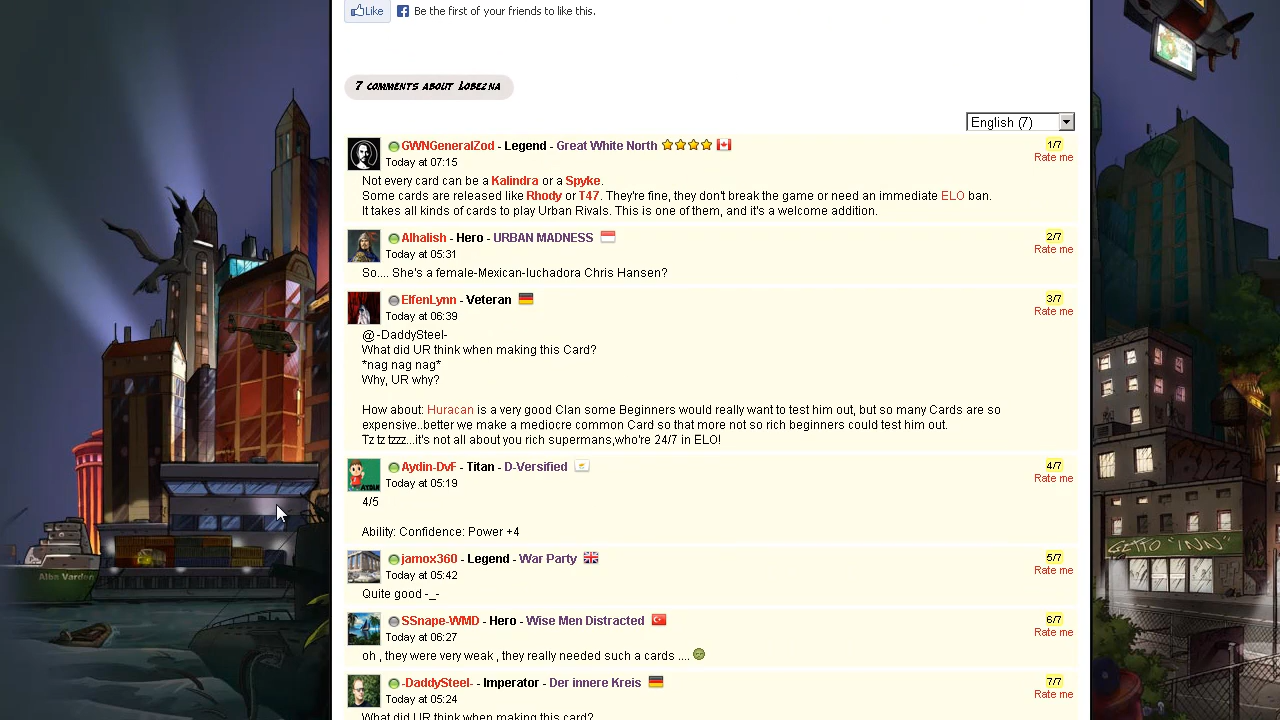 Like Be the first of your friends to like this.
7 comments about Lobezna
English (7)
GWNGeneralZod - Legend - Great White North 1/7
Today at 07:15 Rate me
Not every card can be a Kalindra or a Spyke.
Some cards are released like Rhody or T47. They're fine, they don't break the game or need an immediate ELO ban.
It takes all kinds of cards to play Urban Rivals. This is one of them, and it's a welcome addition.
Alhalish - Hero - URBAN MADNESS 2/7
Today at 05:31 Rate me
So.... She's a female-Mexican-luchadora Chris Hansen?
ElfenLynn - Veteran 3/7
Today at 06:39 Rate me
@ -DaddySteel-
What did UR think when making this Card?
*nag nag nag*
Why, UR why?
How about: Huracan is a very good Clan some Beginners would really want to test him out, but so many Cards are so
expensive..better we make a mediocre common Card so that more not so rich beginners could test him out.
Tz tz tzzz...it's not all about you rich supermans,who're 24/7 in ELO!
Aydin-DvF - Titan - D-Versified 4/7
Today at 05:19 Rate me
4/5
Ability: Confidence: Power +4
jamox360 - Legend - War Party 5/7
Today at 05:42 Rate me
Quite good -_-
SSnape-WMD - Hero - Wise Men Distracted 6/7
Today at 06:27 Rate me
oh , they were very weak , they really needed such a cards ....
-DaddySteel- - Imperator - Der innere Kreis 7/7
Today at 05:24 Rate me
What did UR think when making this card?
Alba Varden
GHETTO "INN"